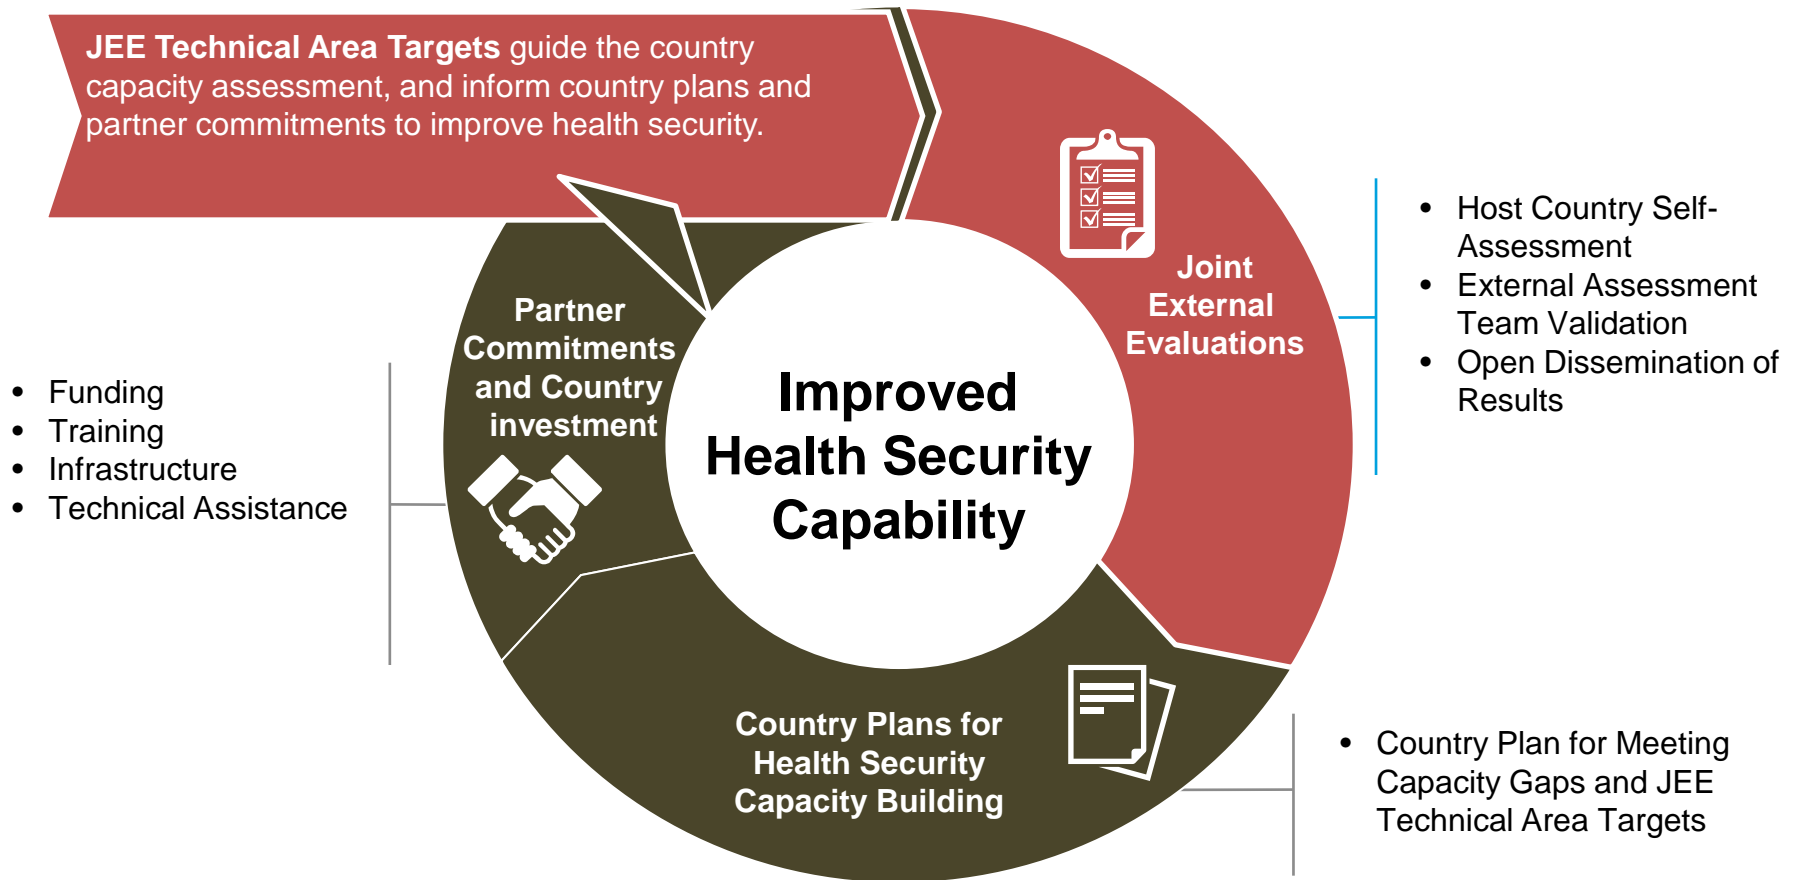 JEE Technical Area Targets guide the country
capacity assessment, and inform country plans and
partner commitments to improve health security.
Joint
External
Evaluations
• Host Country Self-
Assessment
• External Assessment
Team Validation
• Open Dissemination of
Results
Partner
Commitments
and Country
investment
• Funding
• Training
• Infrastructure
• Technical Assistance
Improved
Health Security
Capability
Country Plans for
Health Security
Capacity Building
• Country Plan for Meeting
Capacity Gaps and JEE
Technical Area Targets